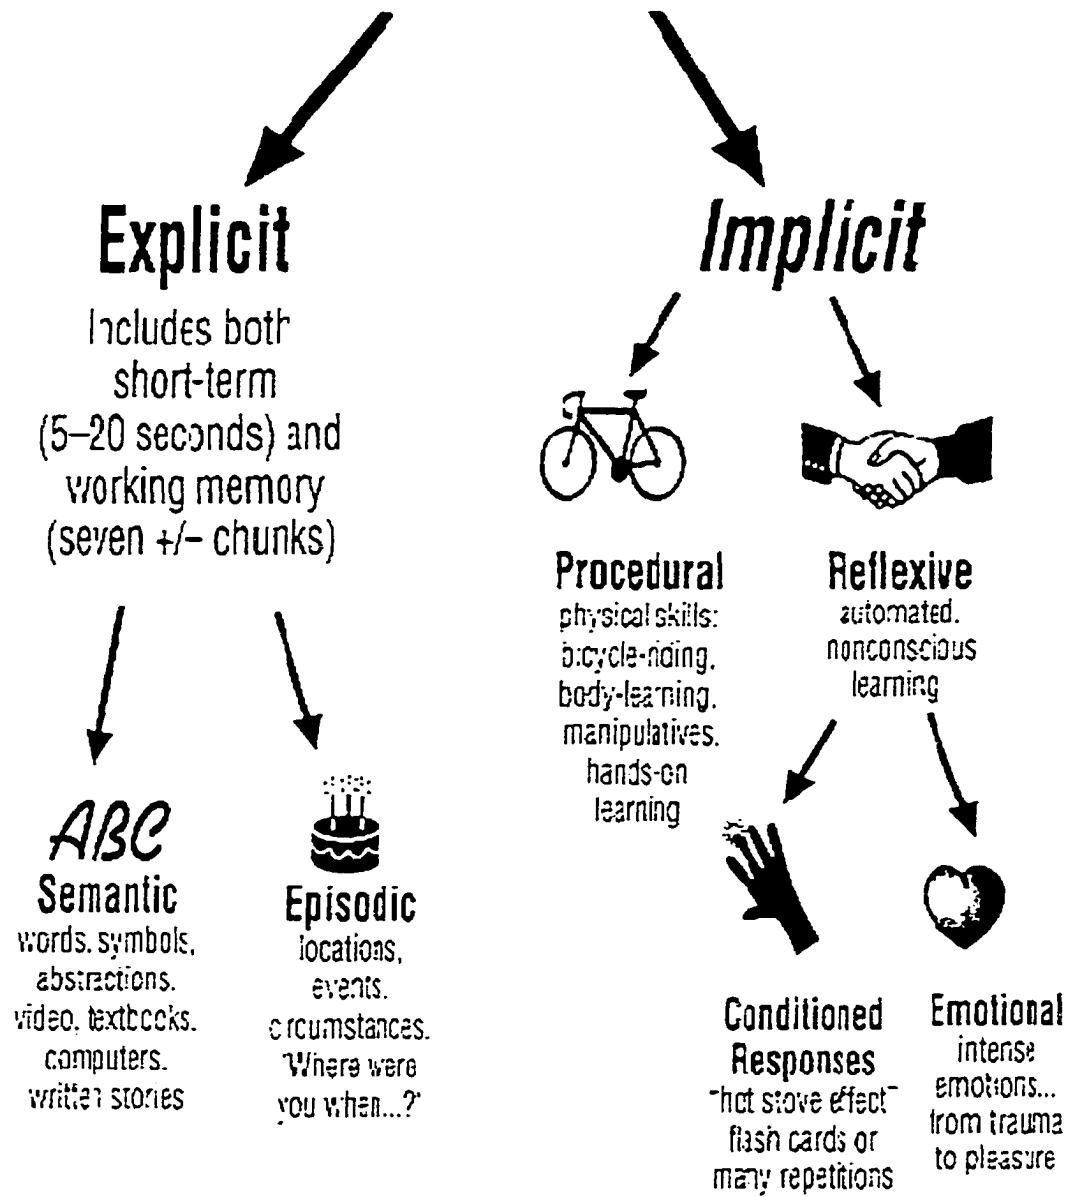 Explicit
Includes both
short-term
(5–20 seconds) and
working memory
(seven +/– chunks)
ABC
Semantic
words, symbols,
abstractions.
video, textbooks.
computers.
written stories
Episodic
locations,
events.
circumstances.
"Where were
you when...?"
Implicit
Procedural
physical skills:
bicycle-riding,
body-learning,
manipulatives.
hands-on
learning
Reflexive
automated.
nonconscious
learning
Conditioned
Responses
"hot stove effect"
flash cards or
many repetitions
Emotional
intense
emotions...
from trauma
to pleasure